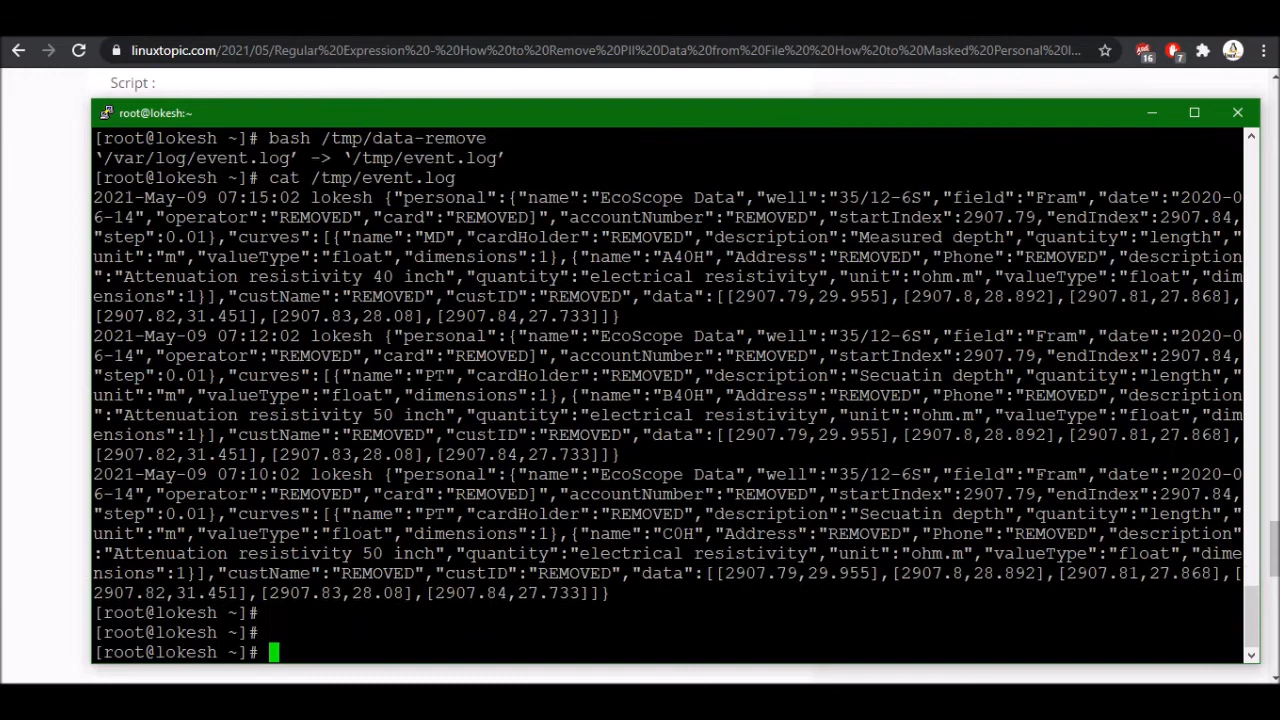 linuxtopic.com/2021/05/Regular%20Expression%20-%20How%20to%20Remove%20PII%20Data%20from%20File%20%20How%20to%20Masked%20Personal%20I...
16
7
Script :
root@lokesh:~
[root@lokesh ~]# bash /tmp/data-remove
‘/var/log/event.log’ -> ‘/tmp/event.log’
[root@lokesh ~]# cat /tmp/event.log
2021-May-09 07:15:02 lokesh {"personal":{"name":"EcoScope Data","well":"35/12-6S","field":"Fram","date":"2020-0
6-14","operator":"REMOVED","card":"REMOVED]","accountNumber":"REMOVED","startIndex":2907.79,"endIndex":2907.84,
"step":0.01},"curves":[{"name":"MD","cardHolder":"REMOVED","description":"Measured depth","quantity":"length","
unit":"m","valueType":"float","dimensions":1},{"name":"A40H","Address":"REMOVED","Phone":"REMOVED","description
":"Attenuation resistivity 40 inch","quantity":"electrical resistivity","unit":"ohm.m","valueType":"float","dim
ensions":1}],"custName":"REMOVED","custID":"REMOVED","data":[[2907.79,29.955],[2907.8,28.892],[2907.81,27.868],
[2907.82,31.451],[2907.83,28.08],[2907.84,27.733]]}
2021-May-09 07:12:02 lokesh {"personal":{"name":"EcoScope Data","well":"35/12-6S","field":"Fram","date":"2020-0
6-14","operator":"REMOVED","card":"REMOVED]","accountNumber":"REMOVED","startIndex":2907.79,"endIndex":2907.84,
"step":0.01},"curves":[{"name":"PT","cardHolder":"REMOVED","description":"Secuatin depth","quantity":"length","
unit":"m","valueType":"float","dimensions":1},{"name":"B40H","Address":"REMOVED","Phone":"REMOVED","description
":"Attenuation resistivity 50 inch","quantity":"electrical resistivity","unit":"ohm.m","valueType":"float","dim
ensions":1}],"custName":"REMOVED","custID":"REMOVED","data":[[2907.79,29.955],[2907.8,28.892],[2907.81,27.868],
[2907.82,31.451],[2907.83,28.08],[2907.84,27.733]]}
2021-May-09 07:10:02 lokesh {"personal":{"name":"EcoScope Data","well":"35/12-6S","field":"Fram","date":"2020-0
6-14","operator":"REMOVED","card":"REMOVED]","accountNumber":"REMOVED","startIndex":2907.79,"endIndex":2907.84,
"step":0.01},"curves":[{"name":"PT","cardHolder":"REMOVED","description":"Secuatin depth","quantity":"length","
unit":"m","valueType":"float","dimensions":1},{"name":"C0H","Address":"REMOVED","Phone":"REMOVED","description"
:"Attenuation resistivity 50 inch","quantity":"electrical resistivity","unit":"ohm.m","valueType":"float","dime
nsions":1}],"custName":"REMOVED","custID":"REMOVED","data":[[2907.79,29.955],[2907.8,28.892],[2907.81,27.868],[
2907.82,31.451],[2907.83,28.08],[2907.84,27.733]]}
[root@lokesh ~]#
[root@lokesh ~]#
[root@lokesh ~]#